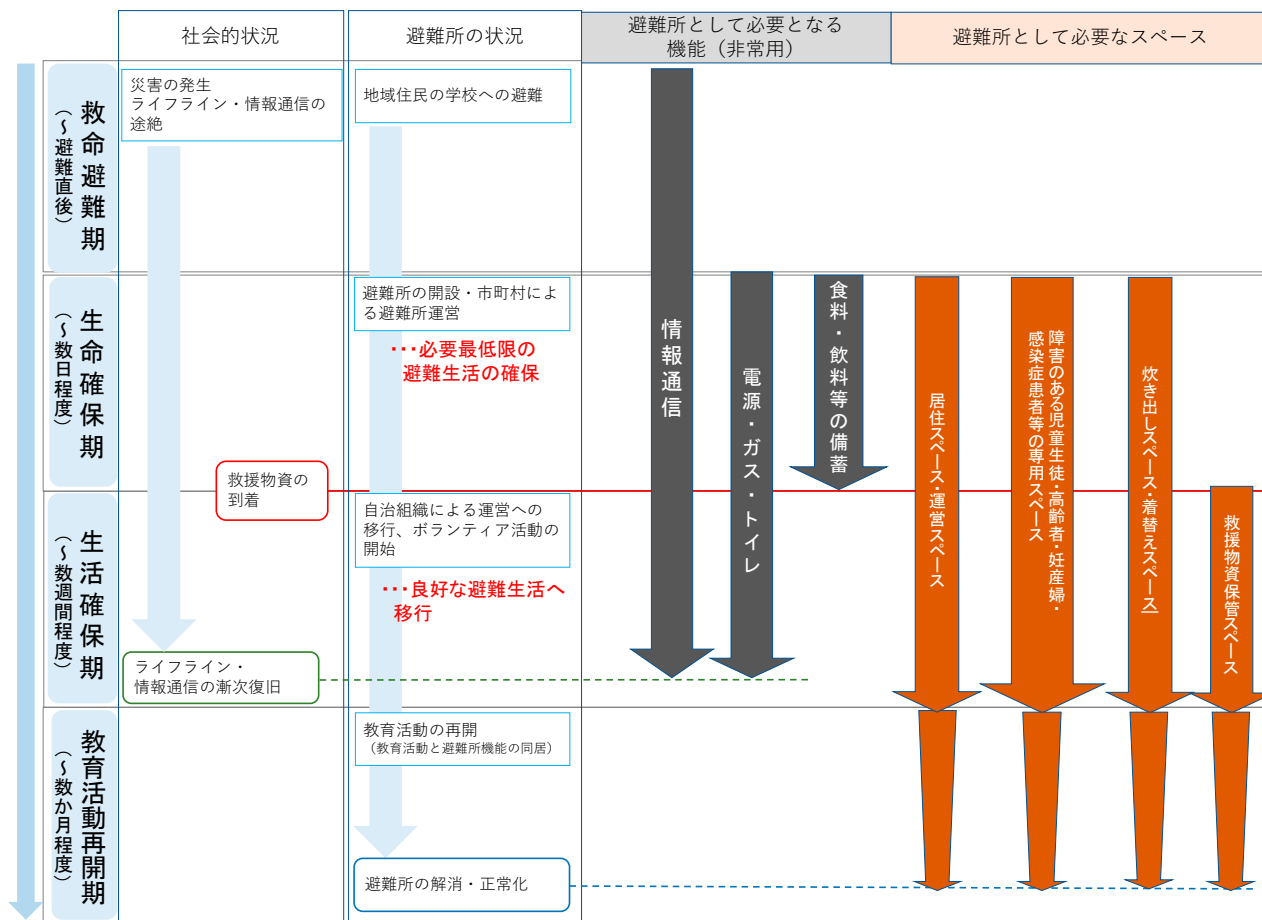 社会的状況
避難所の状況
避難所として必要となる
機能（非常用）
避難所として必要なスペース
救命避難期
（～避難直後）
災害の発生
ライフライン・情報通信の
途絶
地域住民の学校への避難
生命確保期
（～数日程度）
避難所の開設・市町村によ
る避難所運営
･･･必要最低限の
避難生活の確保
救援物資の
到着
生活確保期
（～数週間程度）
自治組織による運営への
移行、ボランティア活動の
開始
･･･良好な避難生活へ
移行
ライフライン・
情報通信の漸次復旧
教育活動再開期
（～数か月程度）
教育活動の再開
（教育活動と避難所機能の同居）
避難所の解消・正常化
情報通信
電源・ガス・トイレ
食料・飲料等の備蓄
居住スペース・運営スペース
障害のある児童生徒・高齢者・妊産婦・
感染症患者等の専用スペース
炊き出しスペース・着替えスペース
救援物資保管スペース